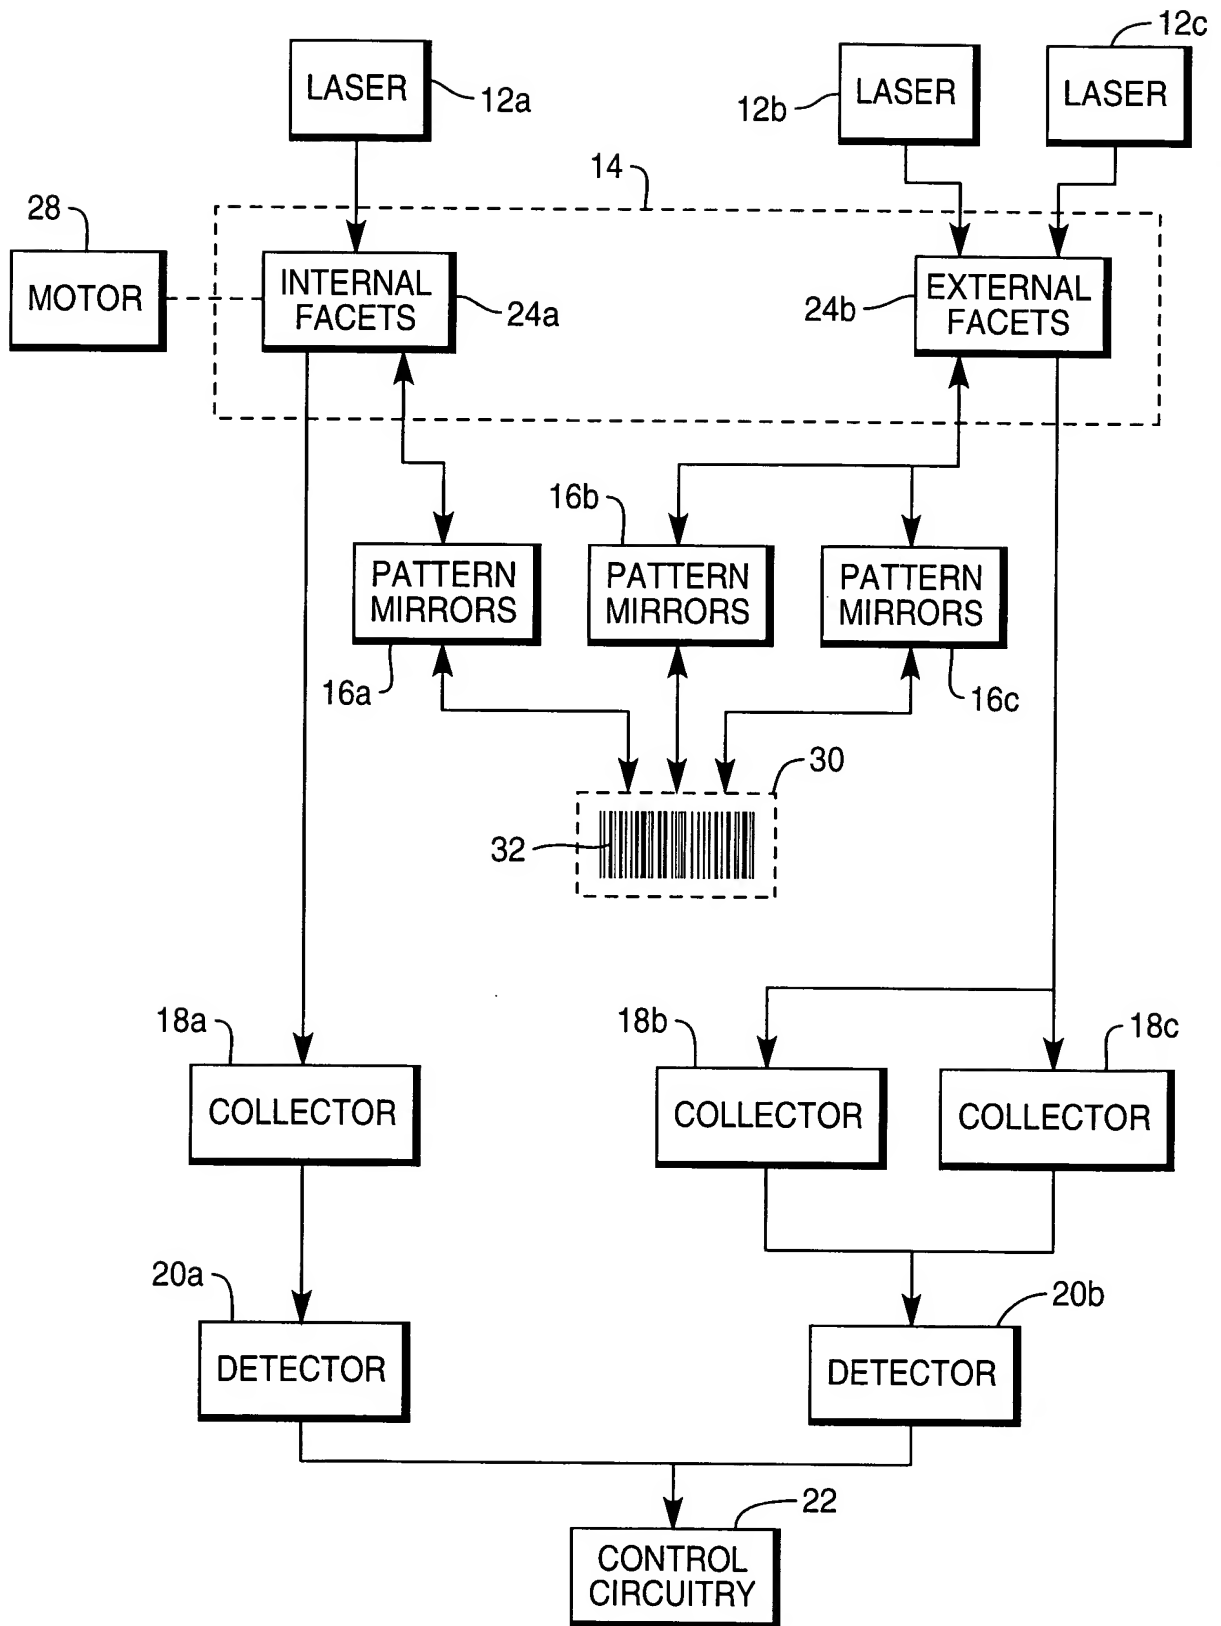 12c
LASER
12a
12b
LASER
LASER
14
28
MOTOR
INTERNAL
FACETS
24a
24b
EXTERNAL
FACETS
16b
PATTERN
MIRRORS
PATTERN
MIRRORS
PATTERN
MIRRORS
16a
16c
30
32
18a
18b
18c
COLLECTOR
COLLECTOR
COLLECTOR
20a
20b
DETECTOR
DETECTOR
22
CONTROL
CIRCUITRY